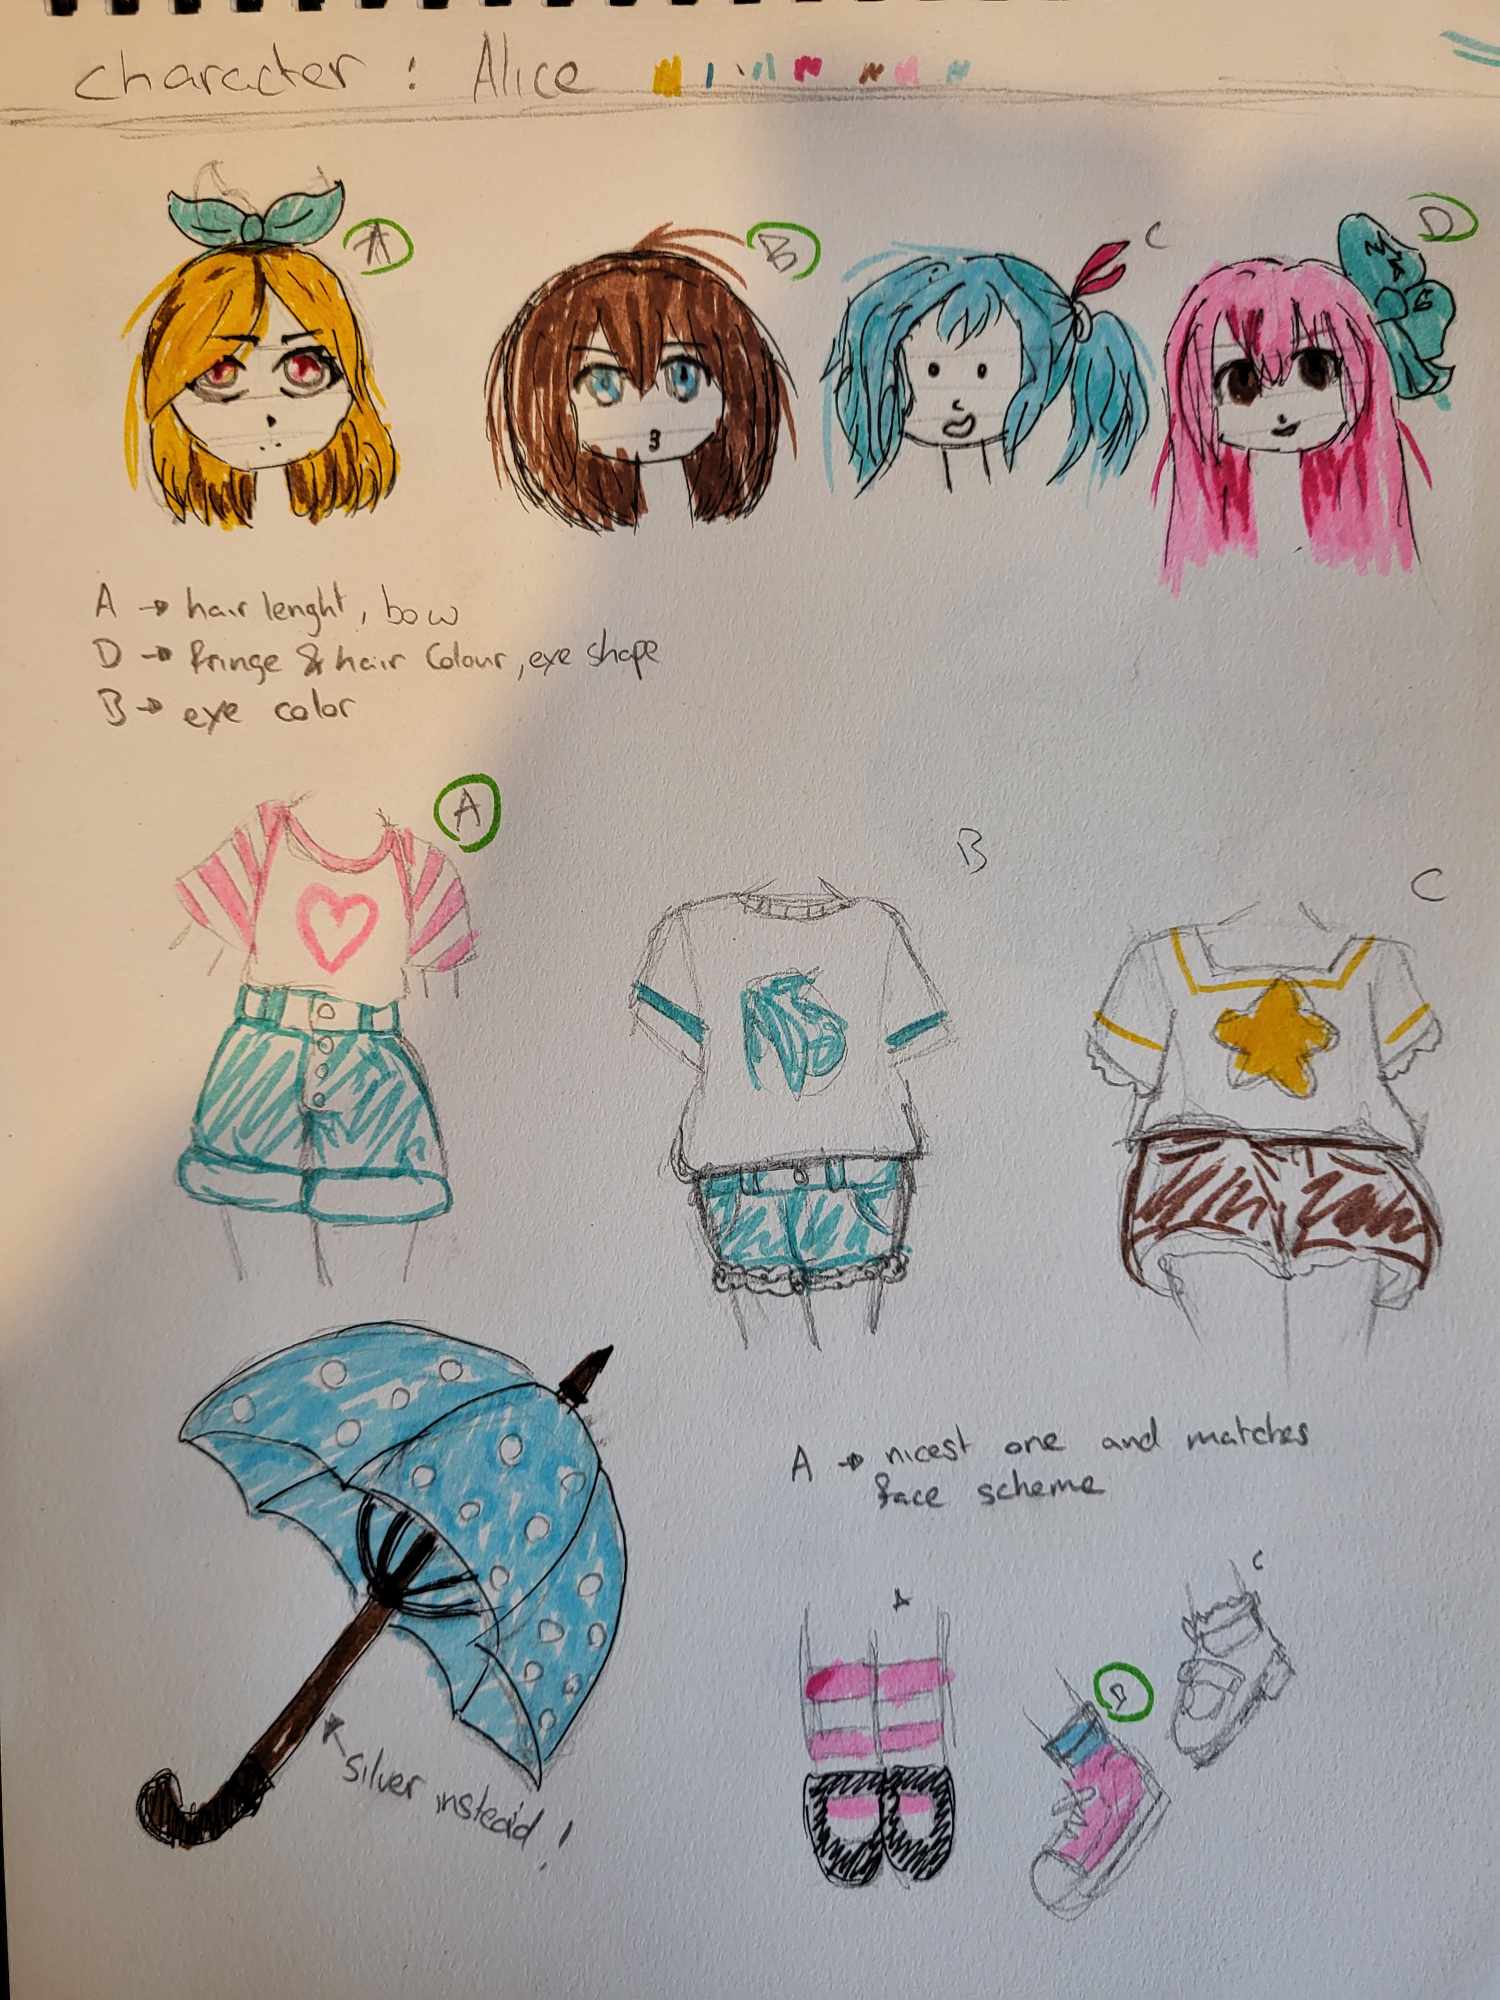 character : Alice
A
B
C
D
A → hair lenght, bow
D → fringe & hair Colour, eye shape
B → eye color
A
B
C
A → nicest one and matches
face scheme
A
B
C
silver instead !